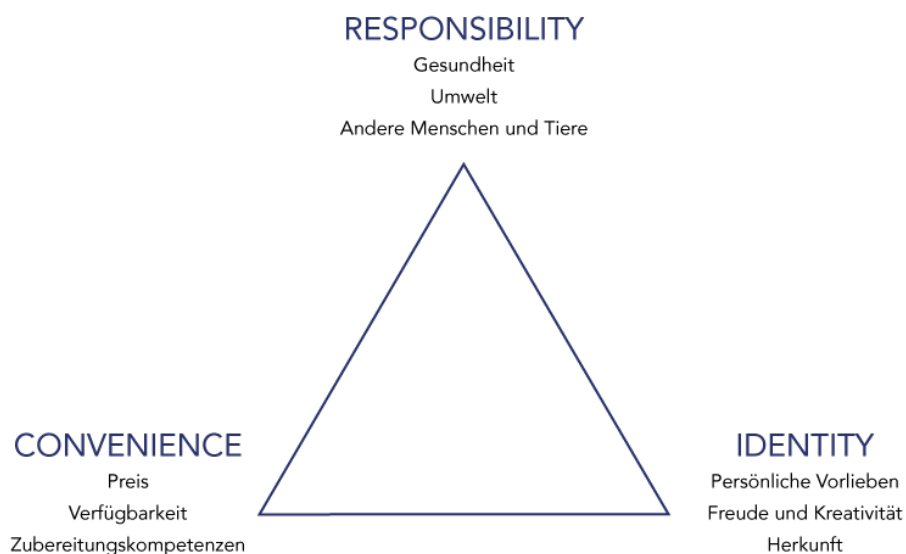 RESPONSIBILITY
Gesundheit
Umwelt
Andere Menschen und Tiere
CONVENIENCE
Preis
Verfügbarkeit
Zubereitungskompetenzen
IDENTITY
Persönliche Vorlieben
Freude und Kreativität
Herkunft